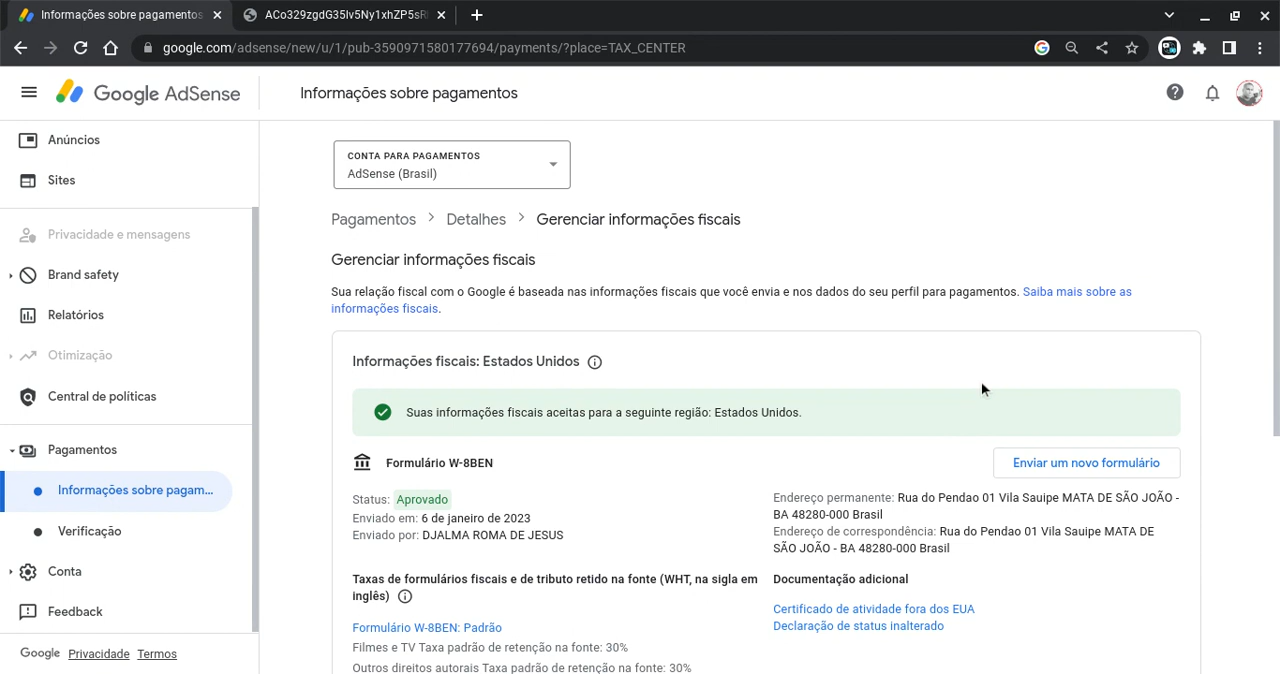 Informações sobre pagamentos
ACo329zgdG35lv5Ny1xhZP5sRl
google.com/adsense/new/u/1/pub-3590971580177694/payments/?place=TAX_CENTER
Google AdSense
Informações sobre pagamentos
Anúncios
Sites
Privacidade e mensagens
Brand safety
Relatórios
Otimização
Central de políticas
Pagamentos
Informações sobre pagam...
Verificação
Conta
Feedback
Google Privacidade Termos
CONTA PARA PAGAMENTOS
AdSense (Brasil)
Pagamentos > Detalhes > Gerenciar informações fiscais
Gerenciar informações fiscais
Sua relação fiscal com o Google é baseada nas informações fiscais que você envia e nos dados do seu perfil para pagamentos. Saiba mais sobre as
informações fiscais.
Informações fiscais: Estados Unidos
Suas informações fiscais aceitas para a seguinte região: Estados Unidos.
Formulário W-8BEN
Enviar um novo formulário
Status: Aprovado
Enviado em: 6 de janeiro de 2023
Enviado por: DJALMA ROMA DE JESUS
Endereço permanente: Rua do Pendao 01 Vila Sauipe MATA DE SÃO JOÃO -
BA 48280-000 Brasil
Endereço de correspondência: Rua do Pendao 01 Vila Sauipe MATA DE
SÃO JOÃO - BA 48280-000 Brasil
Taxas de formulários fiscais e de tributo retido na fonte (WHT, na sigla em
inglês)
Formulário W-8BEN: Padrão
Filmes e TV Taxa padrão de retenção na fonte: 30%
Outros direitos autorais Taxa padrão de retenção na fonte: 30%
Documentação adicional
Certificado de atividade fora dos EUA
Declaração de status inalterado